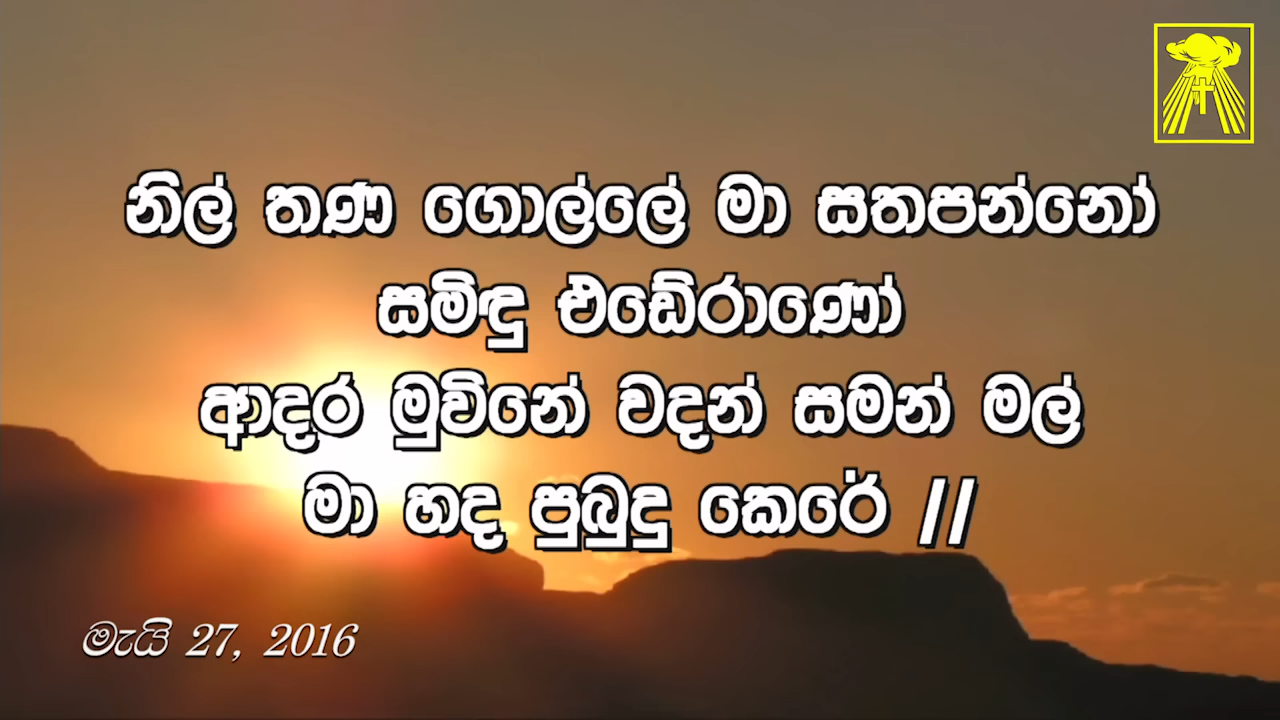 නිල් තණ ගොල්ලේ මා සතපන්නෝ
සමිඳු එඬේරාණෝ
ආදර මුවිනේ වදන් සමන් මල්
මා හද පුබුදු කෙරේ //
මැයි 27, 2016